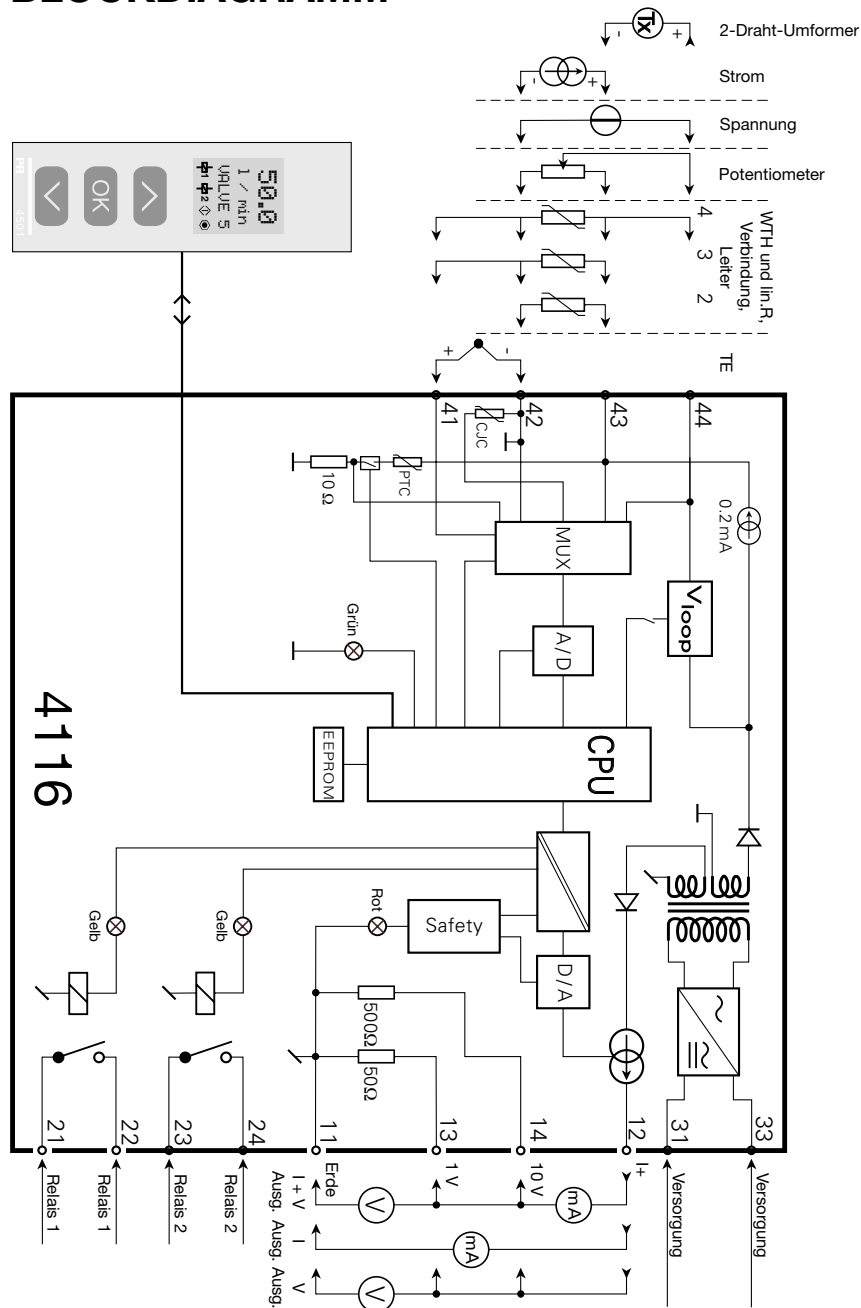 BLOCKDIAGRAMM
2-Draht-Umformer
- Tx +
Strom
- +
Spannung
Potentiometer
WTH und lin.R,
Verbindung,
Leiter
4
3
2
TE
+ -
50.0
l / min
VALVE 5
1 2
OK
PR
4501
41
42
43
44
CJC
PTC
10 Ω
MUX
0.2 mA
Vloop
A/D
Grün
CPU
EEPROM
4116
Gelb
Gelb
Rot
Safety
D/A
500Ω
50Ω
21
22
23
24
11
13
14
12
31
33
Relais 1
Relais 1
Relais 2
Relais 2
Erde
1 V
10 V
I+
Versorgung
Versorgung
I + V
Ausg.
V
mA
I
Ausg.
mA
V
Ausg.
V